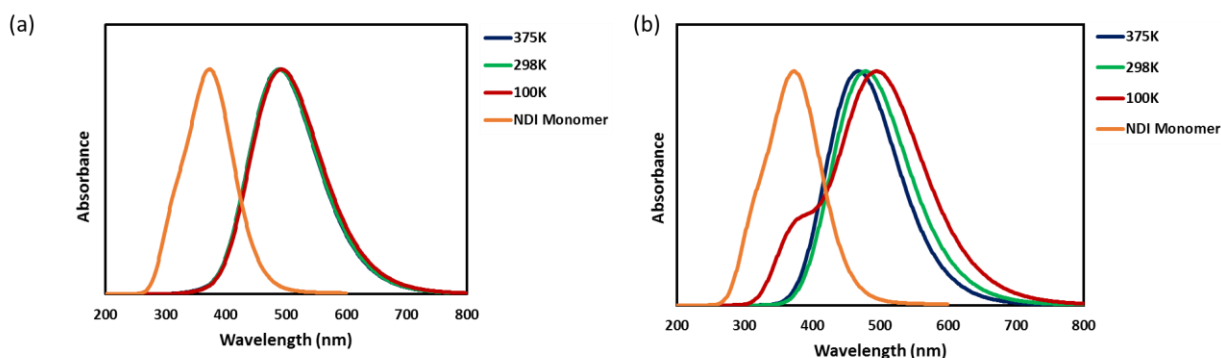 (a)
Absorbance
375K
298K
100K
NDI Monomer
200 300 400 500 600 700 800
Wavelength (nm)
(b)
Absorbance
375K
298K
100K
NDI Monomer
200 300 400 500 600 700 800
Wavelength (nm)